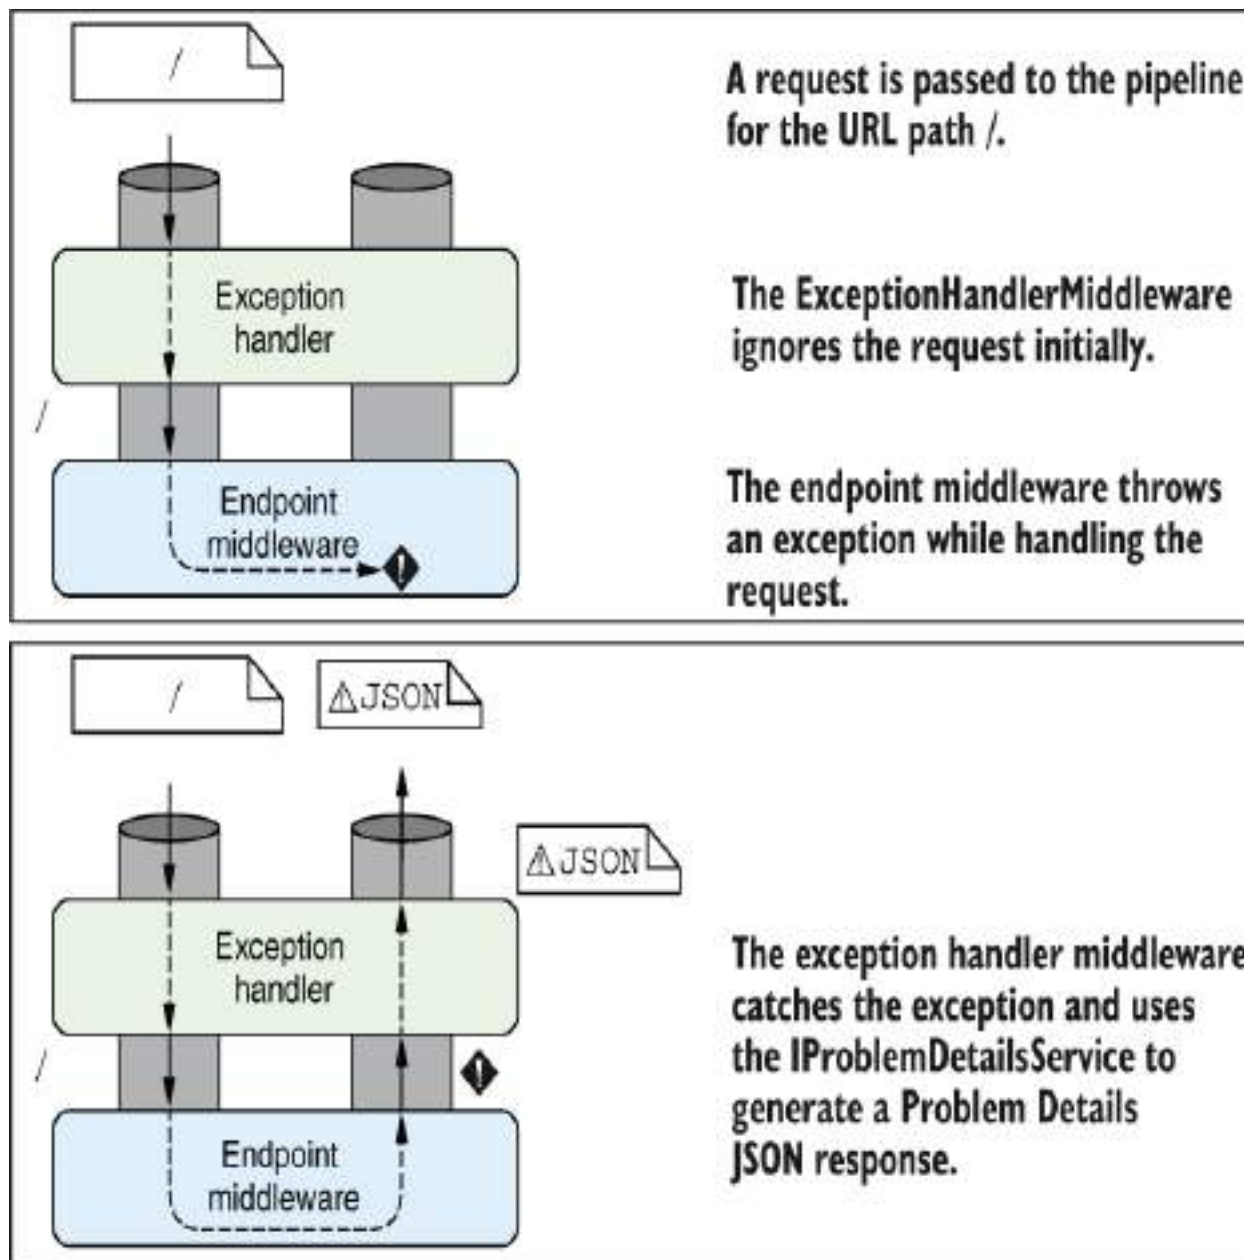 /
A request is passed to the pipeline
for the URL path /.
Exception
handler
The ExceptionHandlerMiddleware
ignores the request initially.
/
Endpoint
middleware
!
The endpoint middleware throws
an exception while handling the
request.
/
⚠JSON
⚠JSON
Exception
handler
The exception handler middleware
catches the exception and uses
the IProblemDetailsService to
generate a Problem Details
JSON response.
/
!
Endpoint
middleware